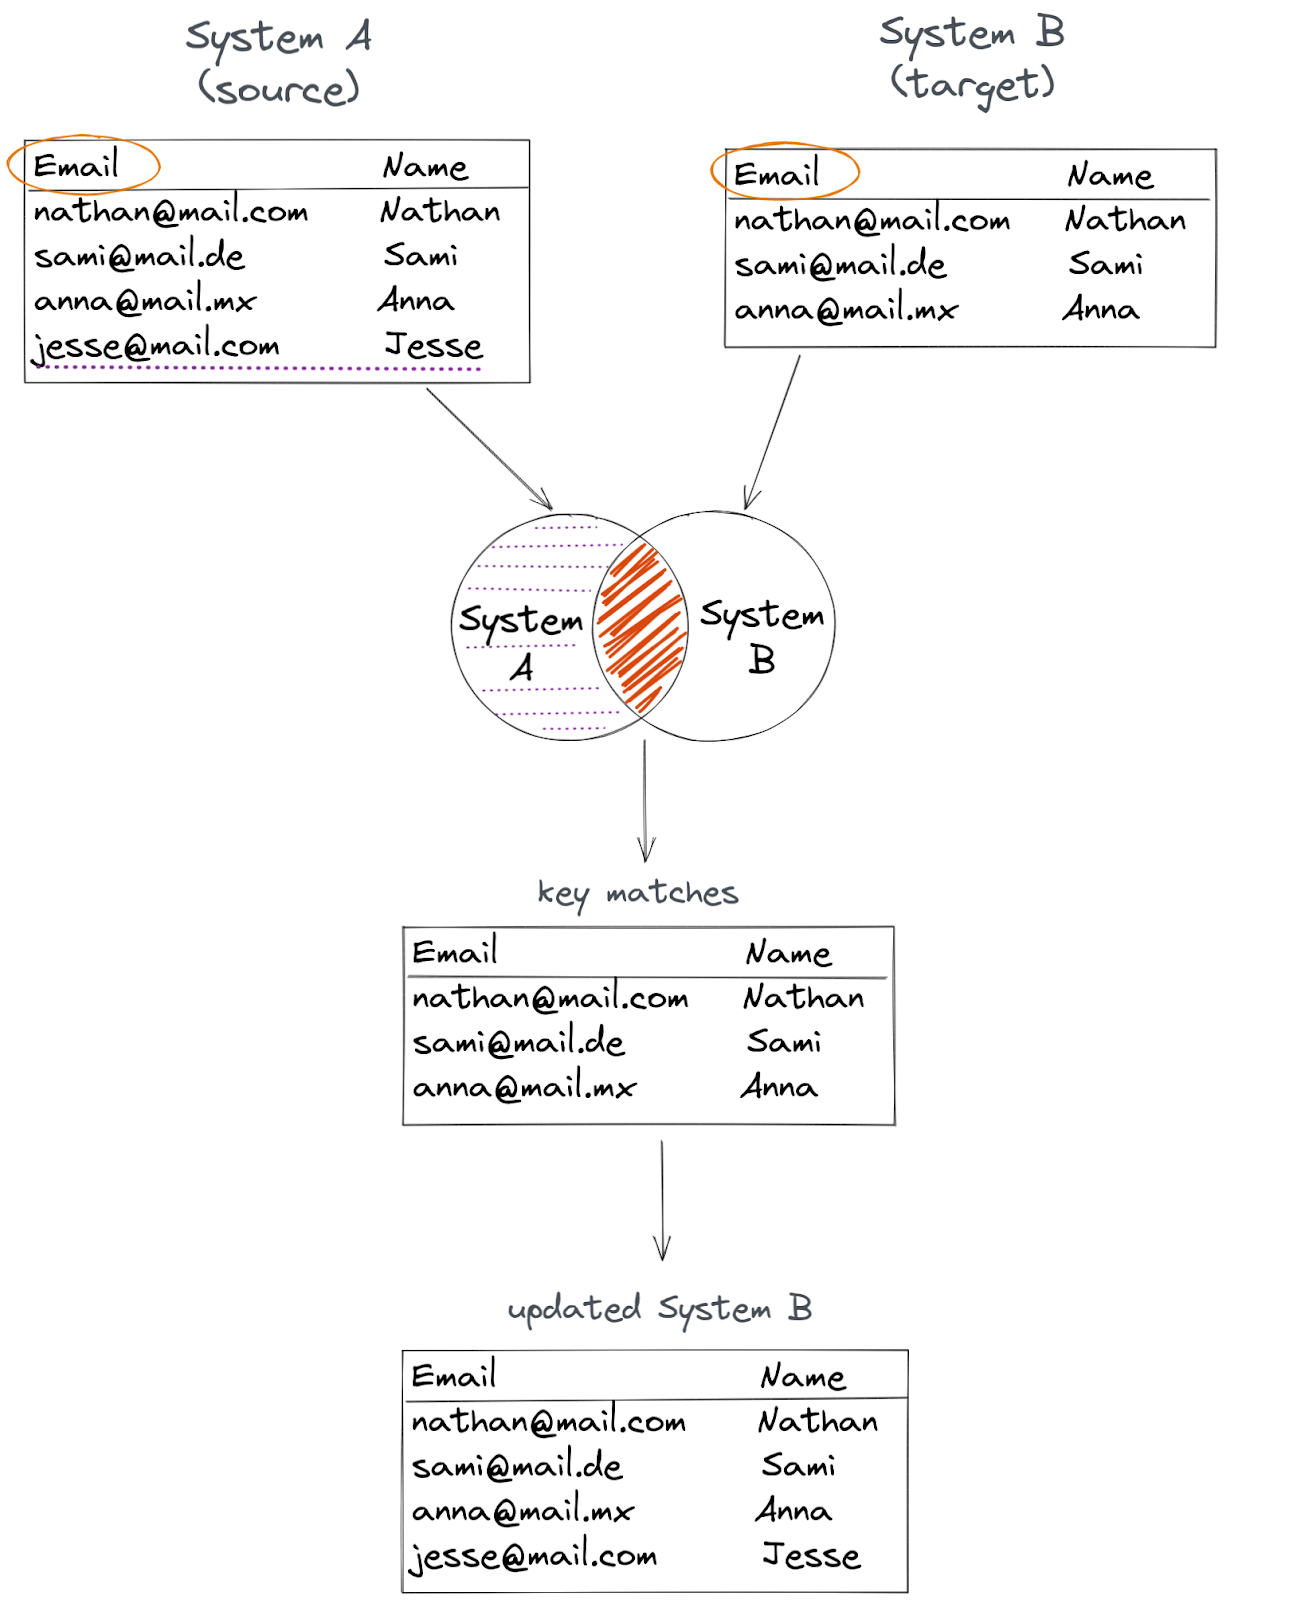 System A
(source)
System B
(target)
Email Name
nathan@mail.com Nathan
sami@mail.de Sami
anna@mail.mx Anna
jesse@mail.com Jesse
Email Name
nathan@mail.com Nathan
sami@mail.de Sami
anna@mail.mx Anna
System
A
System
B
key matches
Email Name
nathan@mail.com Nathan
sami@mail.de Sami
anna@mail.mx Anna
updated System B
Email Name
nathan@mail.com Nathan
sami@mail.de Sami
anna@mail.mx Anna
jesse@mail.com Jesse